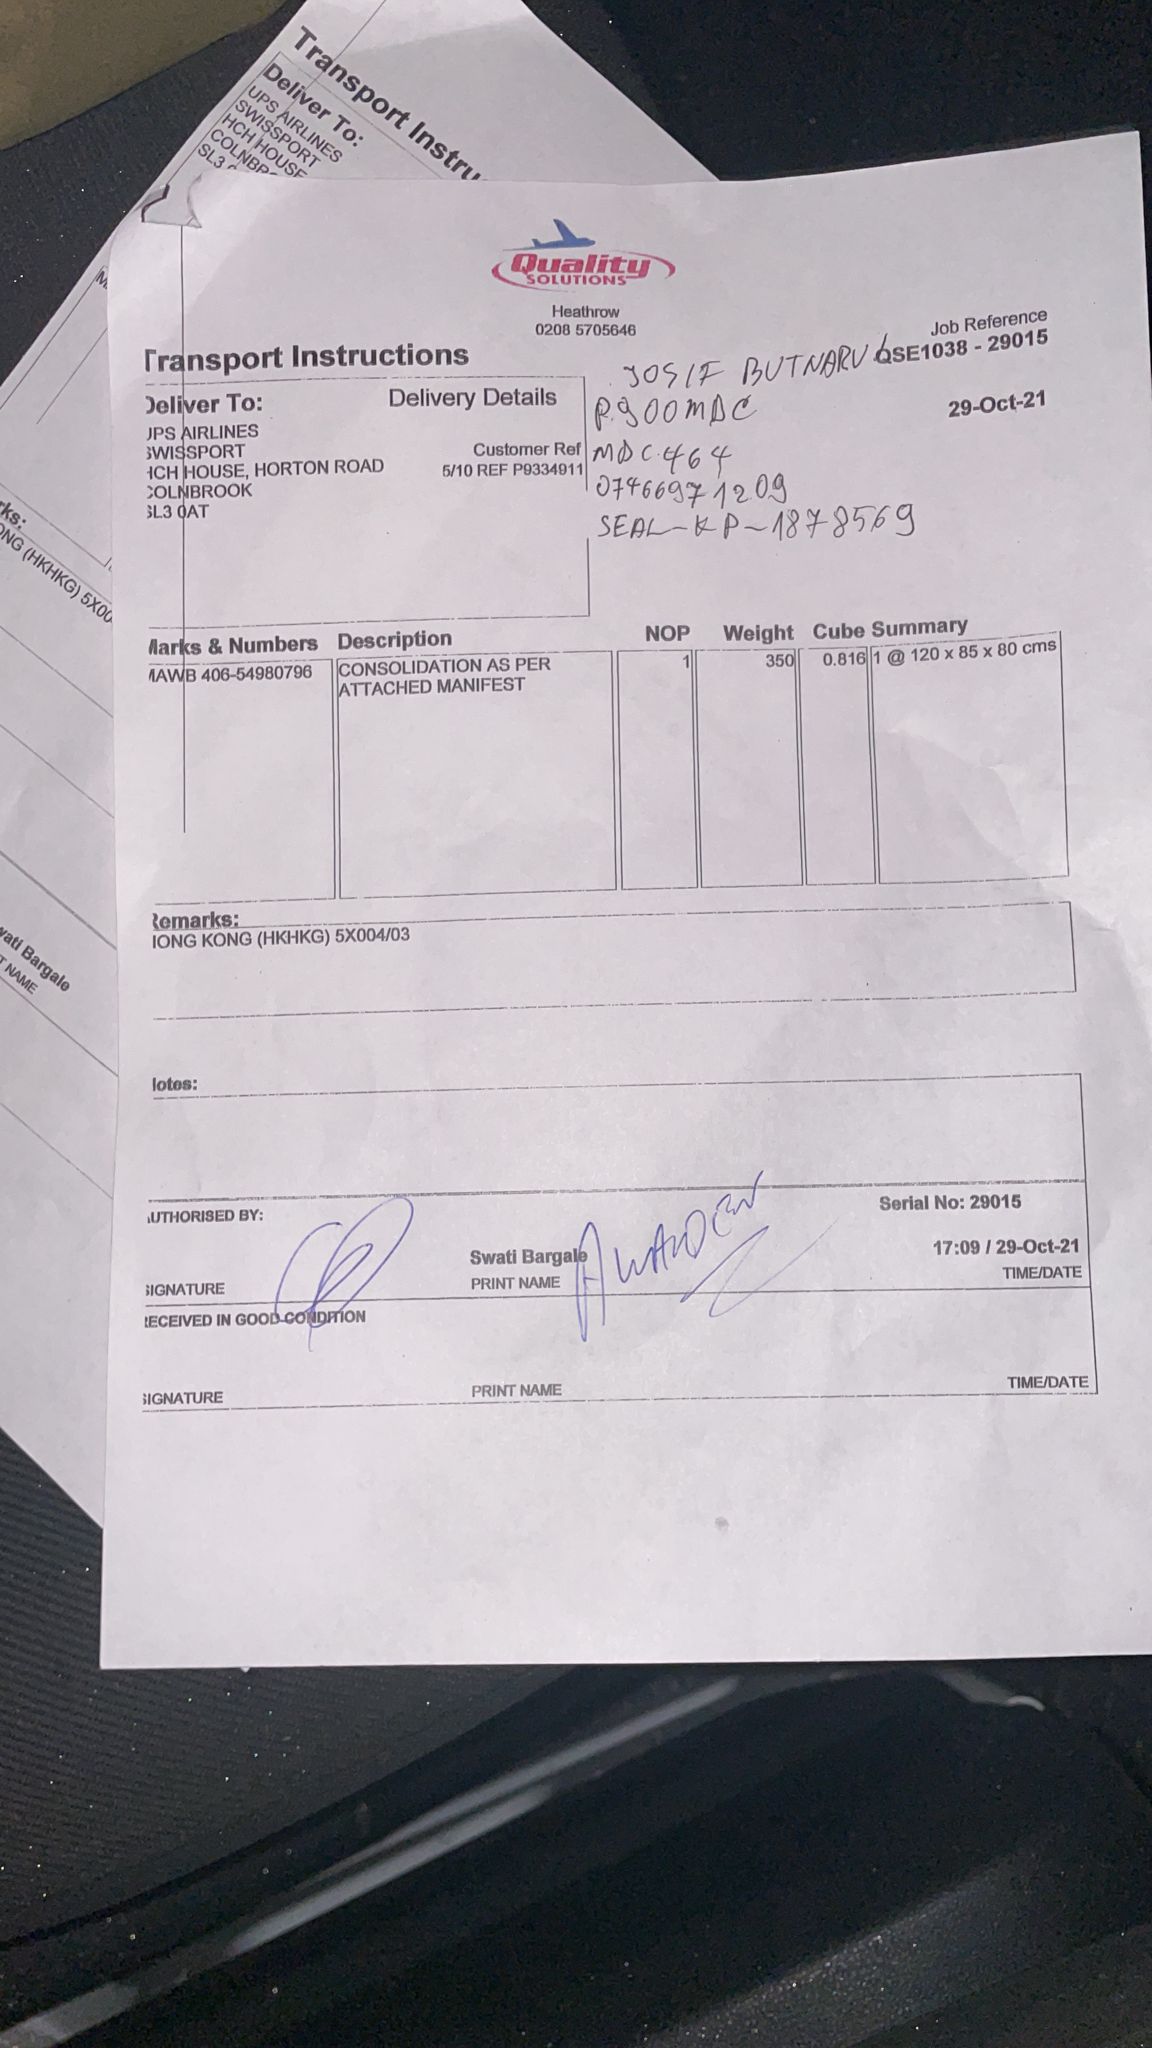 Transport Instru
Deliver To:
UPS AIRLINES
SWISSPORT
HCH HOUSE
COLNBR
SL3
Quality
SOLUTIONS
Heathrow
0208 5705646
Job Reference
QSE1038 - 29015
29-Oct-21
Transport Instructions
JOSIF BUTNARU
P.900MDC
MDC.464
07466971209
SEAL-KP-1878569
Deliver To:
Delivery Details
UPS AIRLINES
SWISSPORT
HCH HOUSE, HORTON ROAD
COLNBROOK
SL3 0AT
Customer Ref
5/10 REF P9334911
Marks & Numbers Description NOP Weight Cube Summary
MAWB 406-54980796 CONSOLIDATION AS PER 1 350 0.816 1 @ 120 x 85 x 80 cms
ATTACHED MANIFEST
Remarks:
HONG KONG (HKHKG) 5X004/03
Notes:
AUTHORISED BY:
Serial No: 29015
Swati Bargale
17:09 / 29-Oct-21
SIGNATURE PRINT NAME TIME/DATE
RECEIVED IN GOOD CONDITION
SIGNATURE PRINT NAME TIME/DATE
rks:
ONG (HKHKG) 5X00
wati Bargale
T NAME